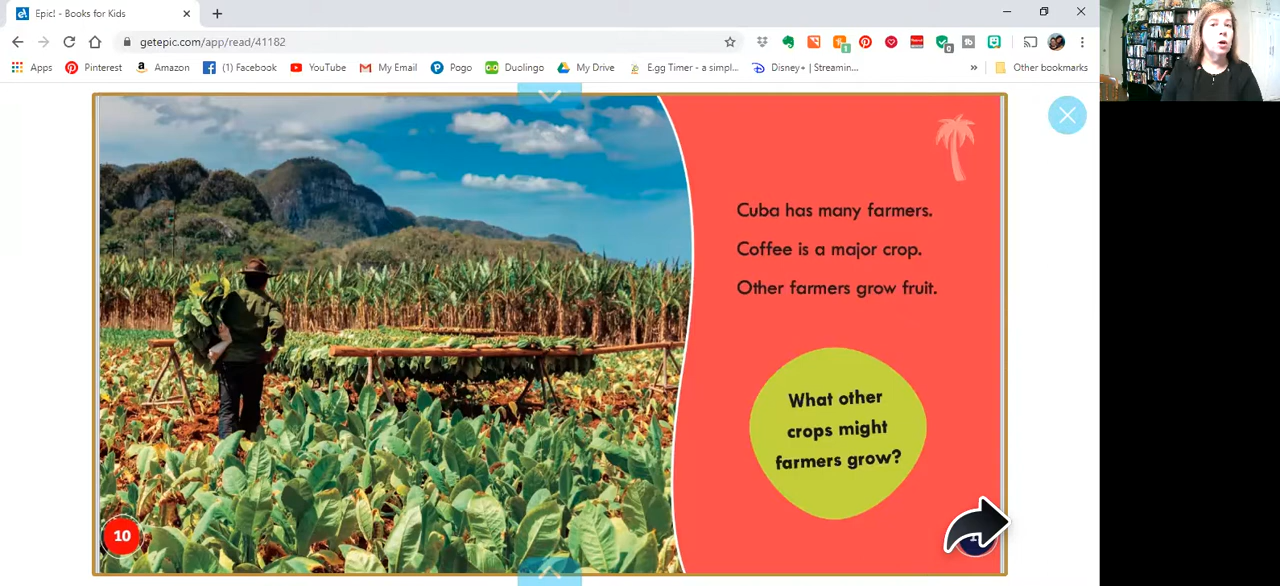 Epic! - Books for Kids
getepic.com/app/read/41182
Apps Pinterest Amazon (1) Facebook YouTube My Email Pogo Duolingo My Drive E.gg Timer - a simpl... Disney+ | Streamin... » Other bookmarks
Cuba has many farmers.
Coffee is a major crop.
Other farmers grow fruit.
What other
crops might
farmers grow?
10